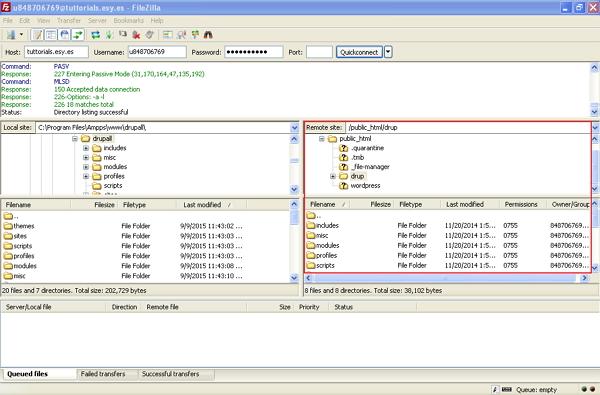 u848706769@tuttorials.esy.es - FileZilla
File Edit View Transfer Server Bookmarks Help
Host: tuttorials.esy.es Username: u848706769 Password: •••••••••• Port: Quickconnect
Command: PASV
Response: 227 Entering Passive Mode (31,170,164,47,135,192)
Command: MLSD
Response: 150 Accepted data connection
Response: 226-Options: -a -l
Response: 226 18 matches total
Status: Directory listing successful
Local site: C:\Program Files\Ampps\www\drupall\
drupall
includes
misc
modules
profiles
scripts
Remote site: /public_html/drup
public_html
.quarantine
.tmb
_file-manager
drup
wordpress
Filename Filesize Filetype Last modified
..
themes File Folder 9/9/2015 11:43:02 ...
sites File Folder 9/9/2015 11:43:03 ...
scripts File Folder 9/9/2015 11:43:03 ...
profiles File Folder 9/9/2015 11:43:03 ...
modules File Folder 9/9/2015 11:43:08 ...
misc File Folder 9/9/2015 11:43:10 ...
20 files and 7 directories. Total size: 202,729 bytes
Filename Filesize Filetype Last modified Permissions Owner/Group
..
includes File Folder 11/20/2014 1:5... 0755 848706769...
misc File Folder 11/20/2014 1:5... 0755 848706769...
modules File Folder 11/20/2014 1:5... 0755 848706769...
profiles File Folder 11/20/2014 1:5... 0755 848706769...
scripts File Folder 11/20/2014 1:5... 0755 848706769...
8 files and 8 directories. Total size: 38,102 bytes
Server/Local file Direction Remote file Size Priority Status
Queued files Failed transfers Successful transfers
Queue: empty